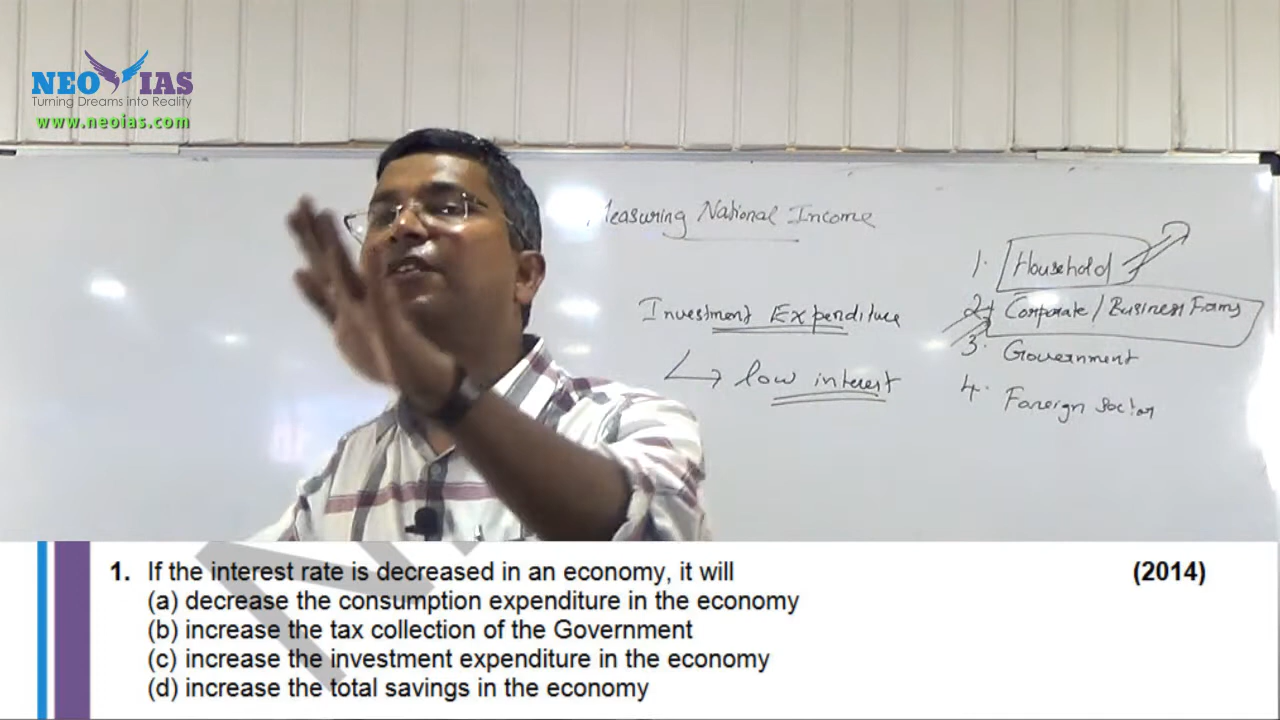 NEO IAS
Turning Dreams into Reality
www.neoias.com
Measuring National Income
Investment Expenditure
low interest
1. Household
2. Corporate / Business Firms
3. Government
4. Foreign Sector
1. If the interest rate is decreased in an economy, it will (2014)
(a) decrease the consumption expenditure in the economy
(b) increase the tax collection of the Government
(c) increase the investment expenditure in the economy
(d) increase the total savings in the economy